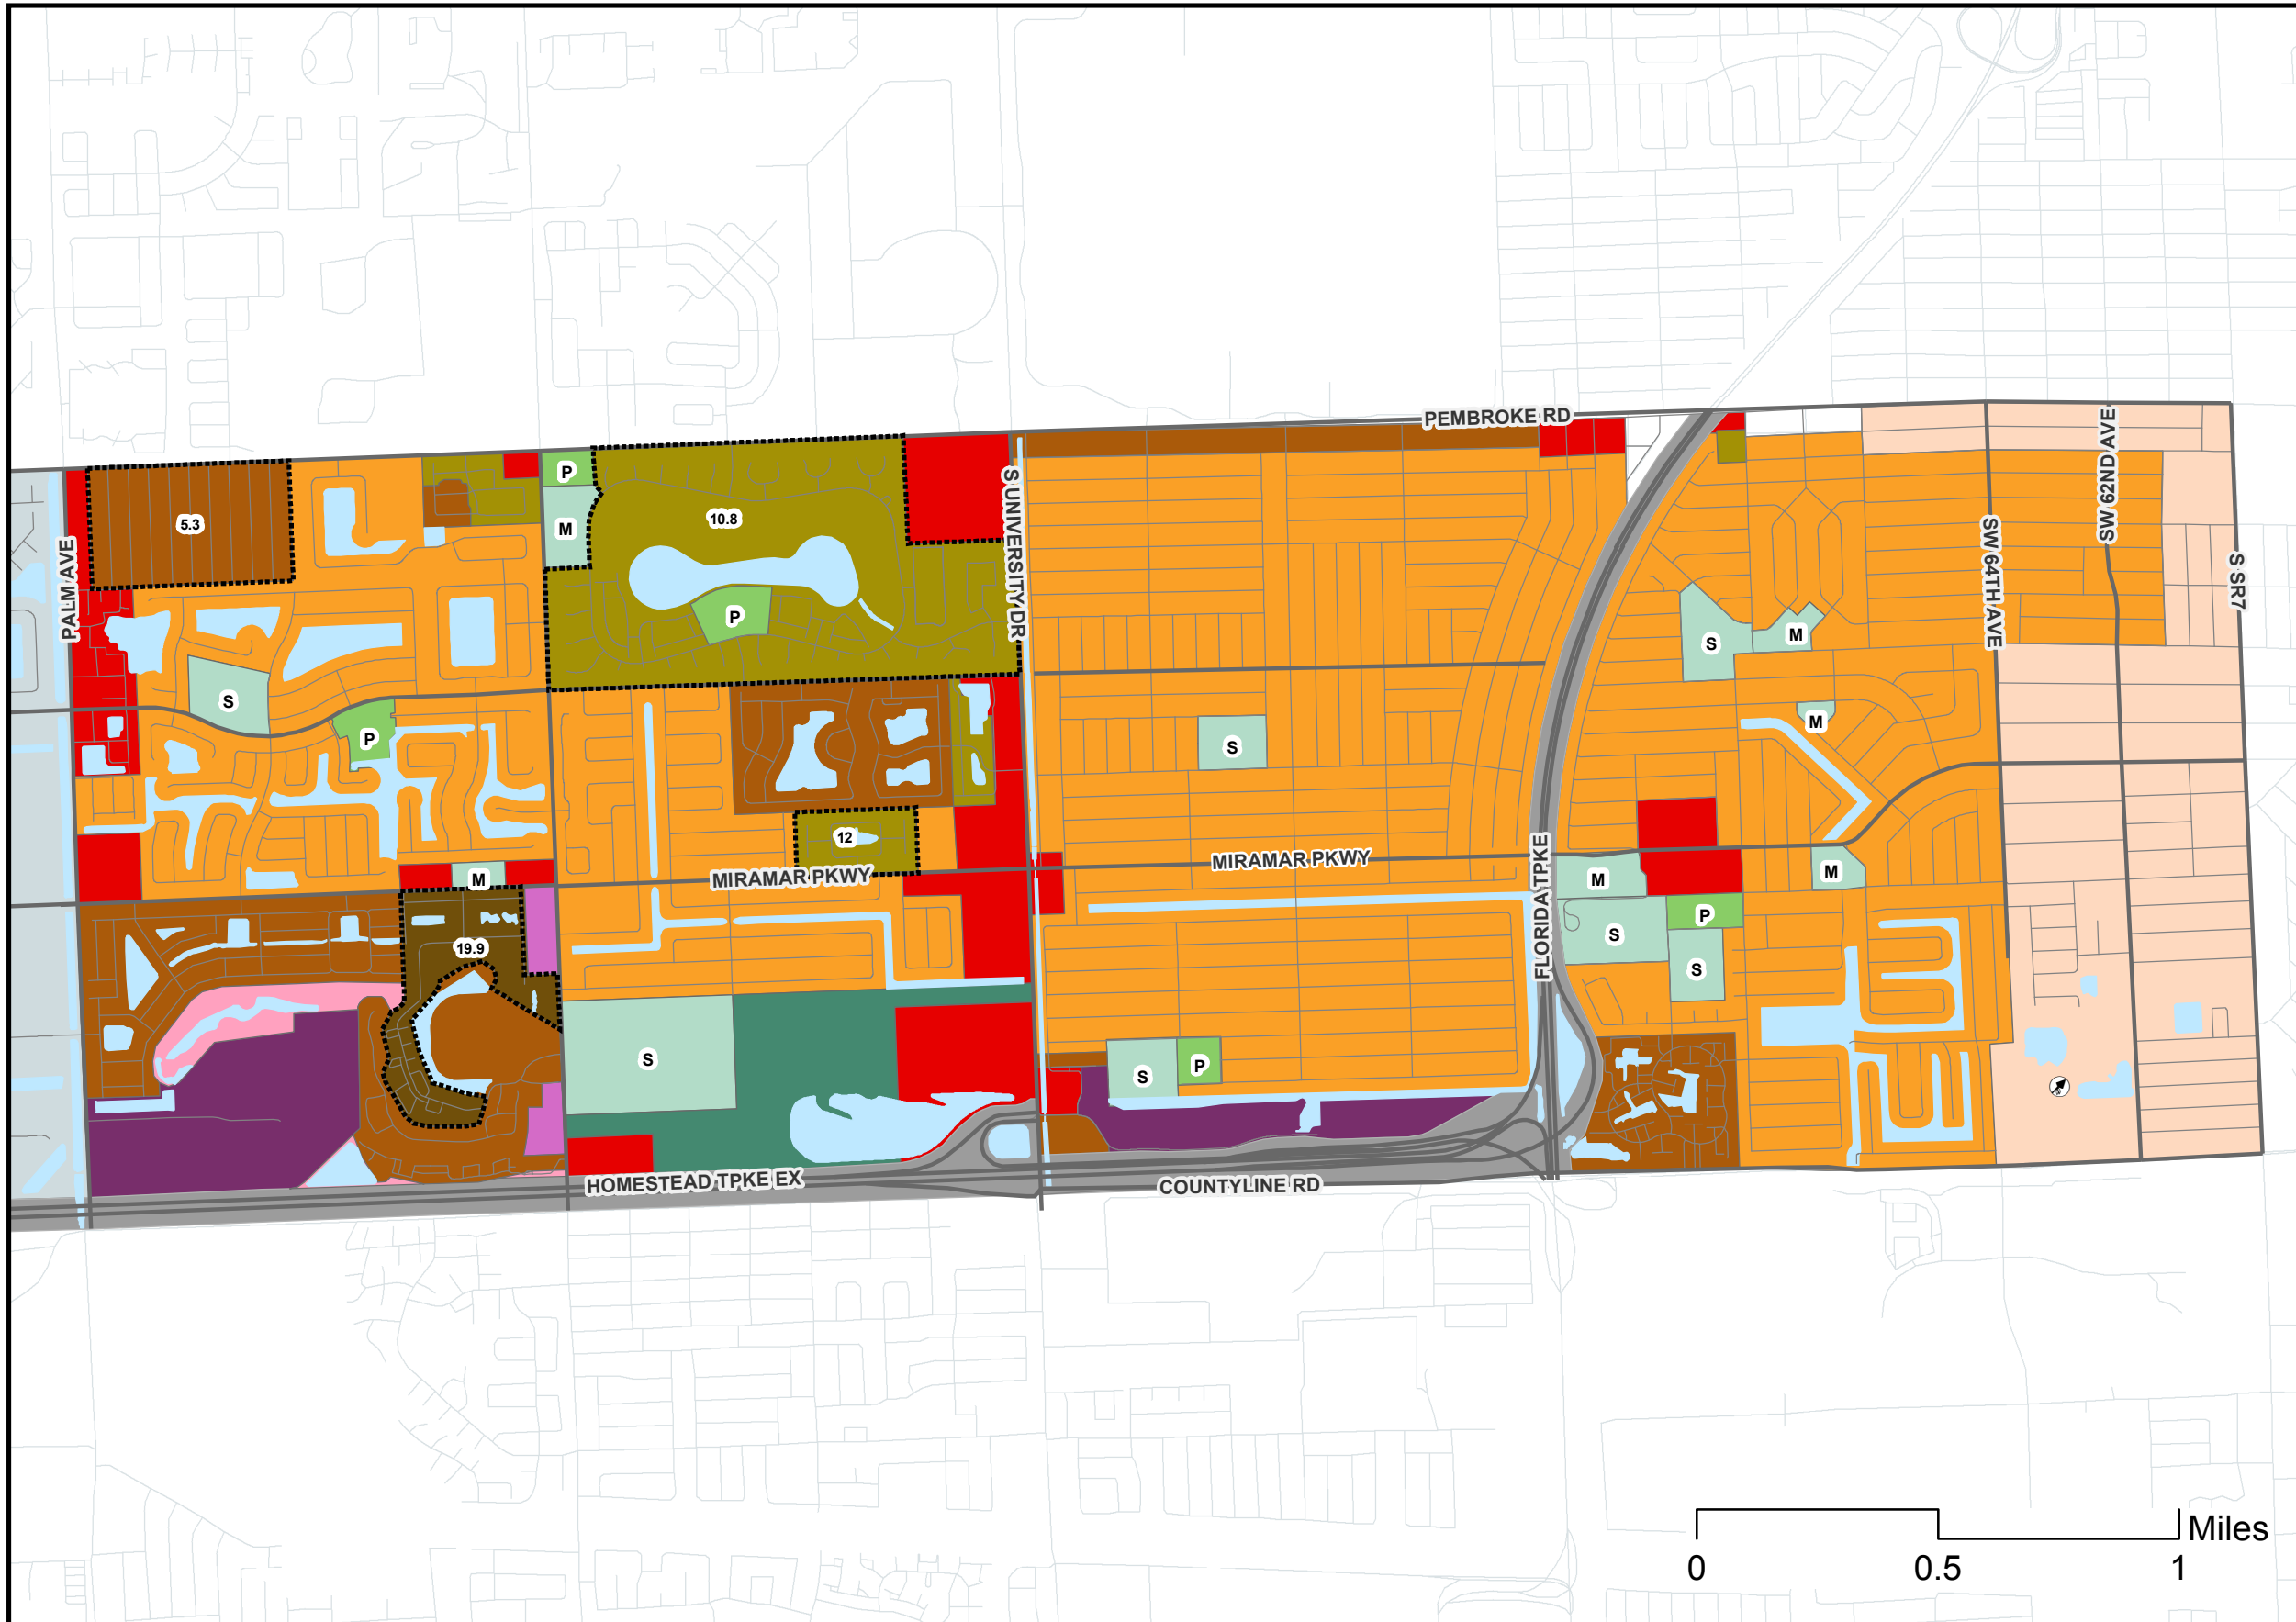 PEMBROKE RD
P
5.3
10.8
M
PALM AVE
S UNIVERSITY DR
SW 62ND AVE
SW 64TH AVE
S SR7
P
S
M
S
P
M
S
12
MIRAMAR PKWY
MIRAMAR PKWY
M
FLORIDA TPKE
M
M
P
S
19.9
S
S
S
P
HOMESTEAD TPKE EX
COUNTYLINE RD
Miles
0
0.5
1